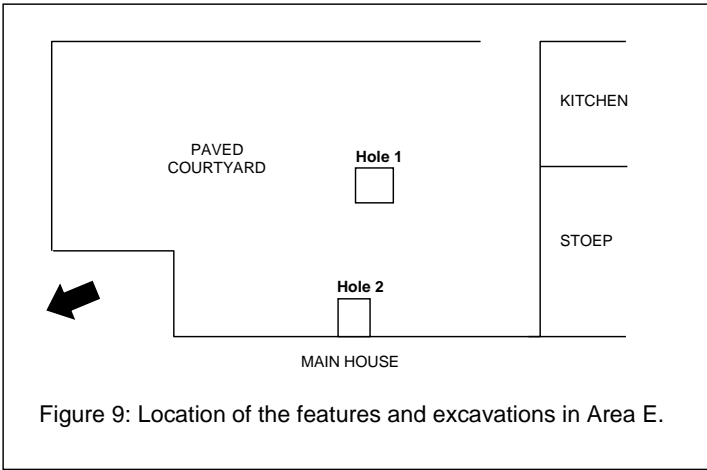 KITCHEN
PAVED
COURTYARD
Hole 1
STOEP
Hole 2
MAIN HOUSE
Figure 9: Location of the features and excavations in Area E.